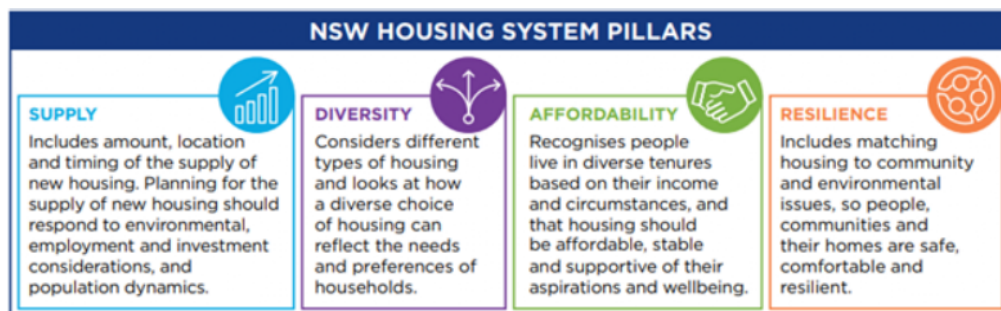 NSW HOUSING SYSTEM PILLARS
SUPPLY
Includes amount, location
and timing of the supply of
new housing. Planning for the
supply of new housing should
respond to environmental,
employment and investment
considerations, and
population dynamics.
DIVERSITY
Considers different
types of housing
and looks at how
a diverse choice
of housing can
reflect the needs
and preferences of
households.
AFFORDABILITY
Recognises people
live in diverse tenures
based on their income
and circumstances, and
that housing should
be affordable, stable
and supportive of their
aspirations and wellbeing.
RESILIENCE
Includes matching
housing to community
and environmental
issues, so people,
communities and
their homes are safe,
comfortable and
resilient.